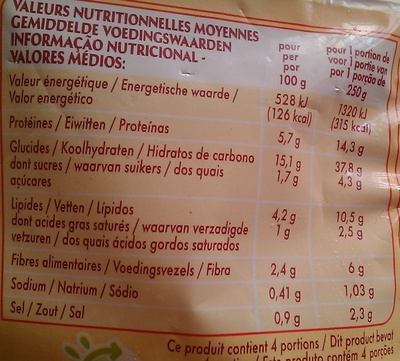 VALEURS NUTRITIONNELLES MOYENNES
GEMIDDELDE VOEDINGSWAARDEN
INFORMAÇÃO NUTRICIONAL -
VALORES MÉDIOS:
pour
per
por
100 g
pour 1 portion de
voor 1 portie van
por 1 porção de
250 g
Valeur énergétique / Energetische waarde /
Valor energético
528 kJ
(126 kcal)
1320 kJ
(315 kcal)
Protéines / Eiwitten / Proteínas
5,7 g
14,3 g
Glucides / Koolhydraten / Hidratos de carbono
15,1 g
37,8 g
dont sucres / waarvan suikers / dos quais
açúcares
1,7 g
4,3 g
Lipides / Vetten / Lípidos
4,2 g
10,5 g
dont acides gras saturés / waarvan verzadigde
vetzuren / dos quais ácidos gordos saturados
1 g
2,5 g
Fibres alimentaires / Voedingsvezels / Fibra
2,4 g
6 g
Sodium / Natrium / Sódio
0,41 g
1,03 g
Sel / Zout / Sal
0,9 g
2,3 g
Ce produit contient 4 portions / Dit product bevat
produto contém 4 porções